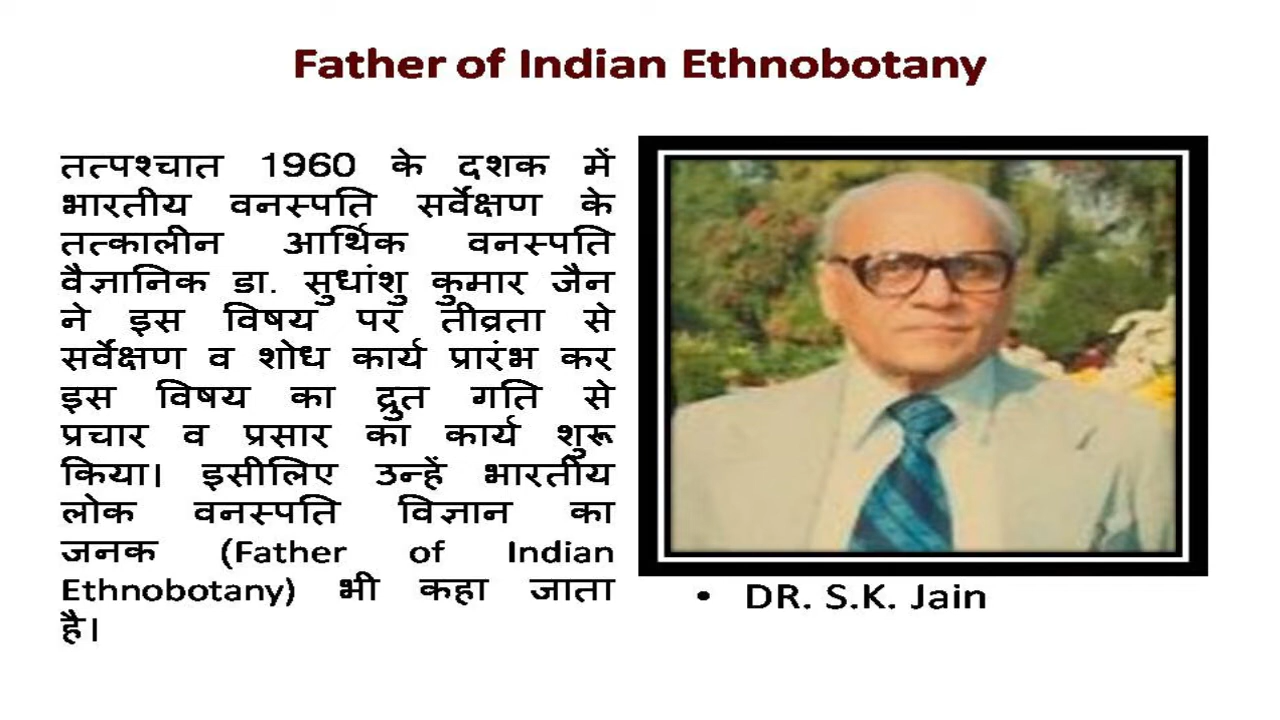 Father of Indian Ethnobotany
तत्पश्चात 1960 के दशक में
भारतीय वनस्पति सर्वेक्षण के
तत्कालीन आर्थिक वनस्पति
वैज्ञानिक डा. सुधांशु कुमार जैन
ने इस विषय पर तीव्रता से
सर्वेक्षण व शोध कार्य प्रारंभ कर
इस विषय का द्रुत गति से
प्रचार व प्रसार का कार्य शुरू
किया। इसीलिए उन्हें भारतीय
लोक वनस्पति विज्ञान का
जनक (Father of Indian
Ethnobotany) भी कहा जाता
है।
• DR. S.K. Jain